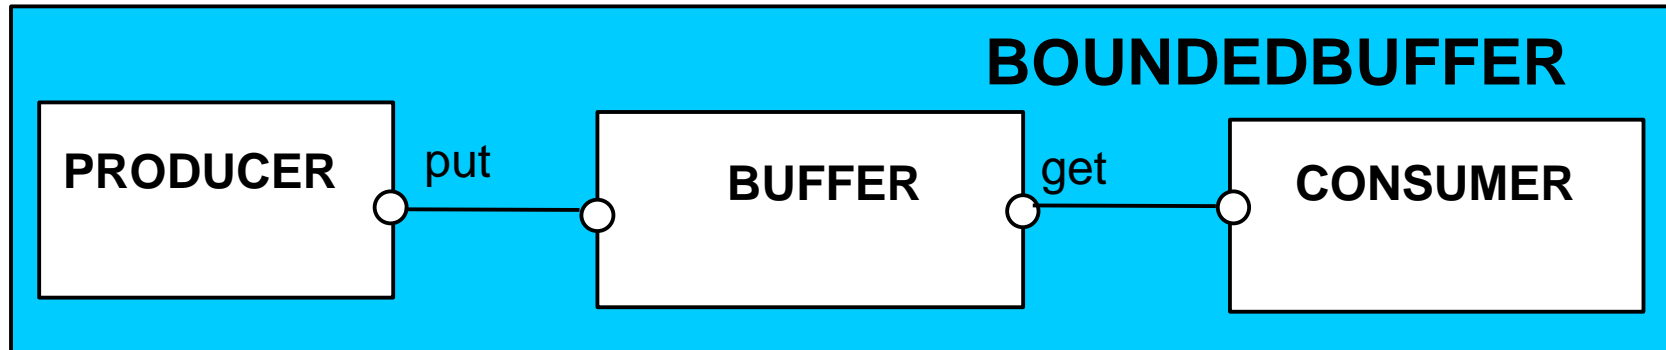 BOUNDEDBUFFER
PRODUCER
put
BUFFER
get
CONSUMER